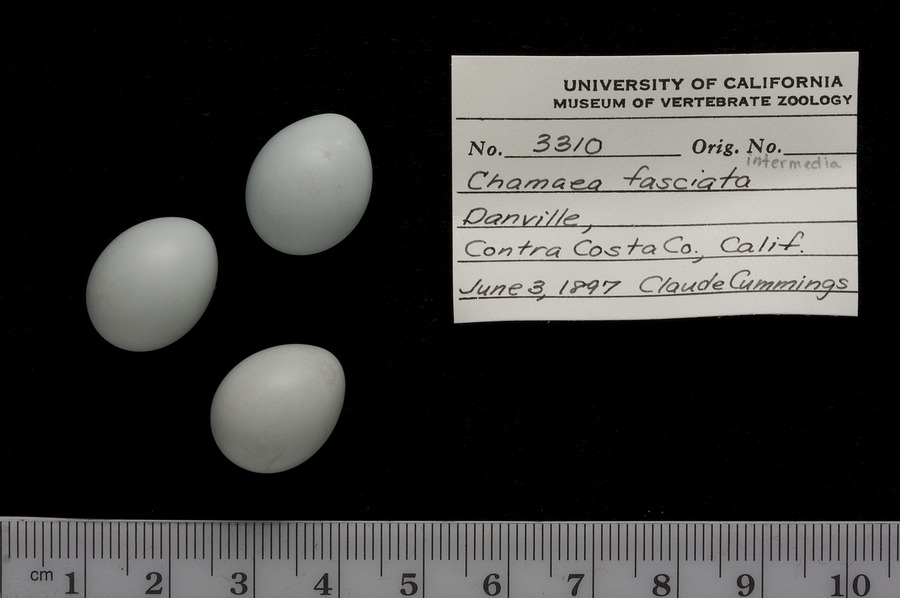 UNIVERSITY OF CALIFORNIA
MUSEUM OF VERTEBRATE ZOOLOGY
No. 3310 Orig. No.
intermedia
Chamaea fasciata
Danville,
Contra Costa Co., Calif.
June 3, 1897 Claude Cummings
cm 1 2 3 4 5 6 7 8 9 10